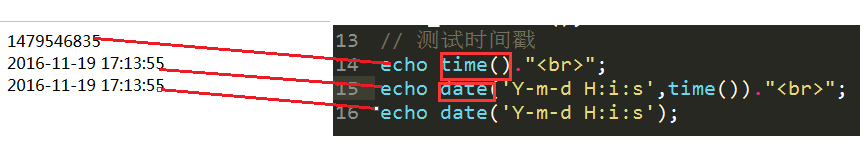 1479546835
2016-11-19 17:13:55
2016-11-19 17:13:55
13 // 测试时间戳
14 echo time()."<br>";
15 echo date('Y-m-d H:i:s',time())."<br>";
16 echo date('Y-m-d H:i:s');